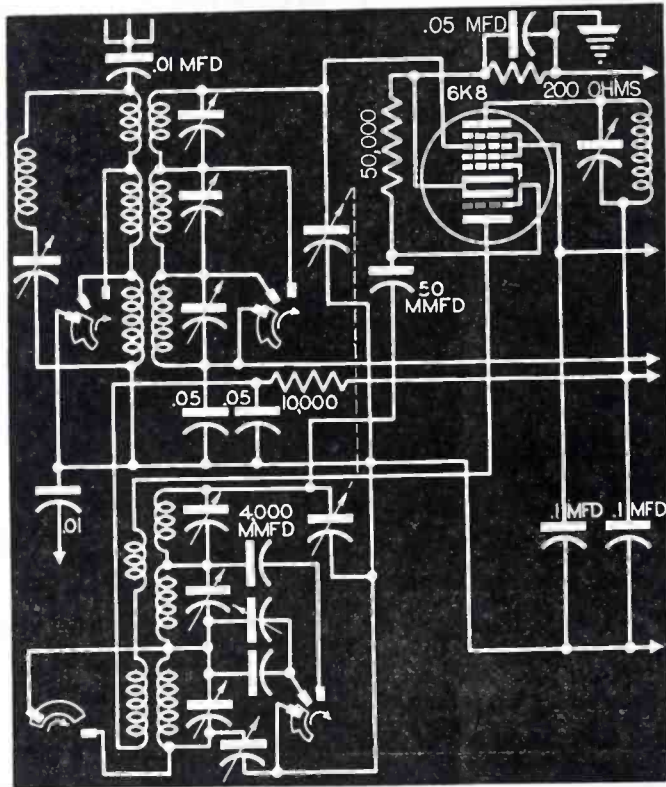 .05 MFD
.01 MFD
6K8
200 OHMS
50,000
50
MMFD
.05
.05
10,000
.01
4,000
MMFD
.1 MFD
.1 MFD